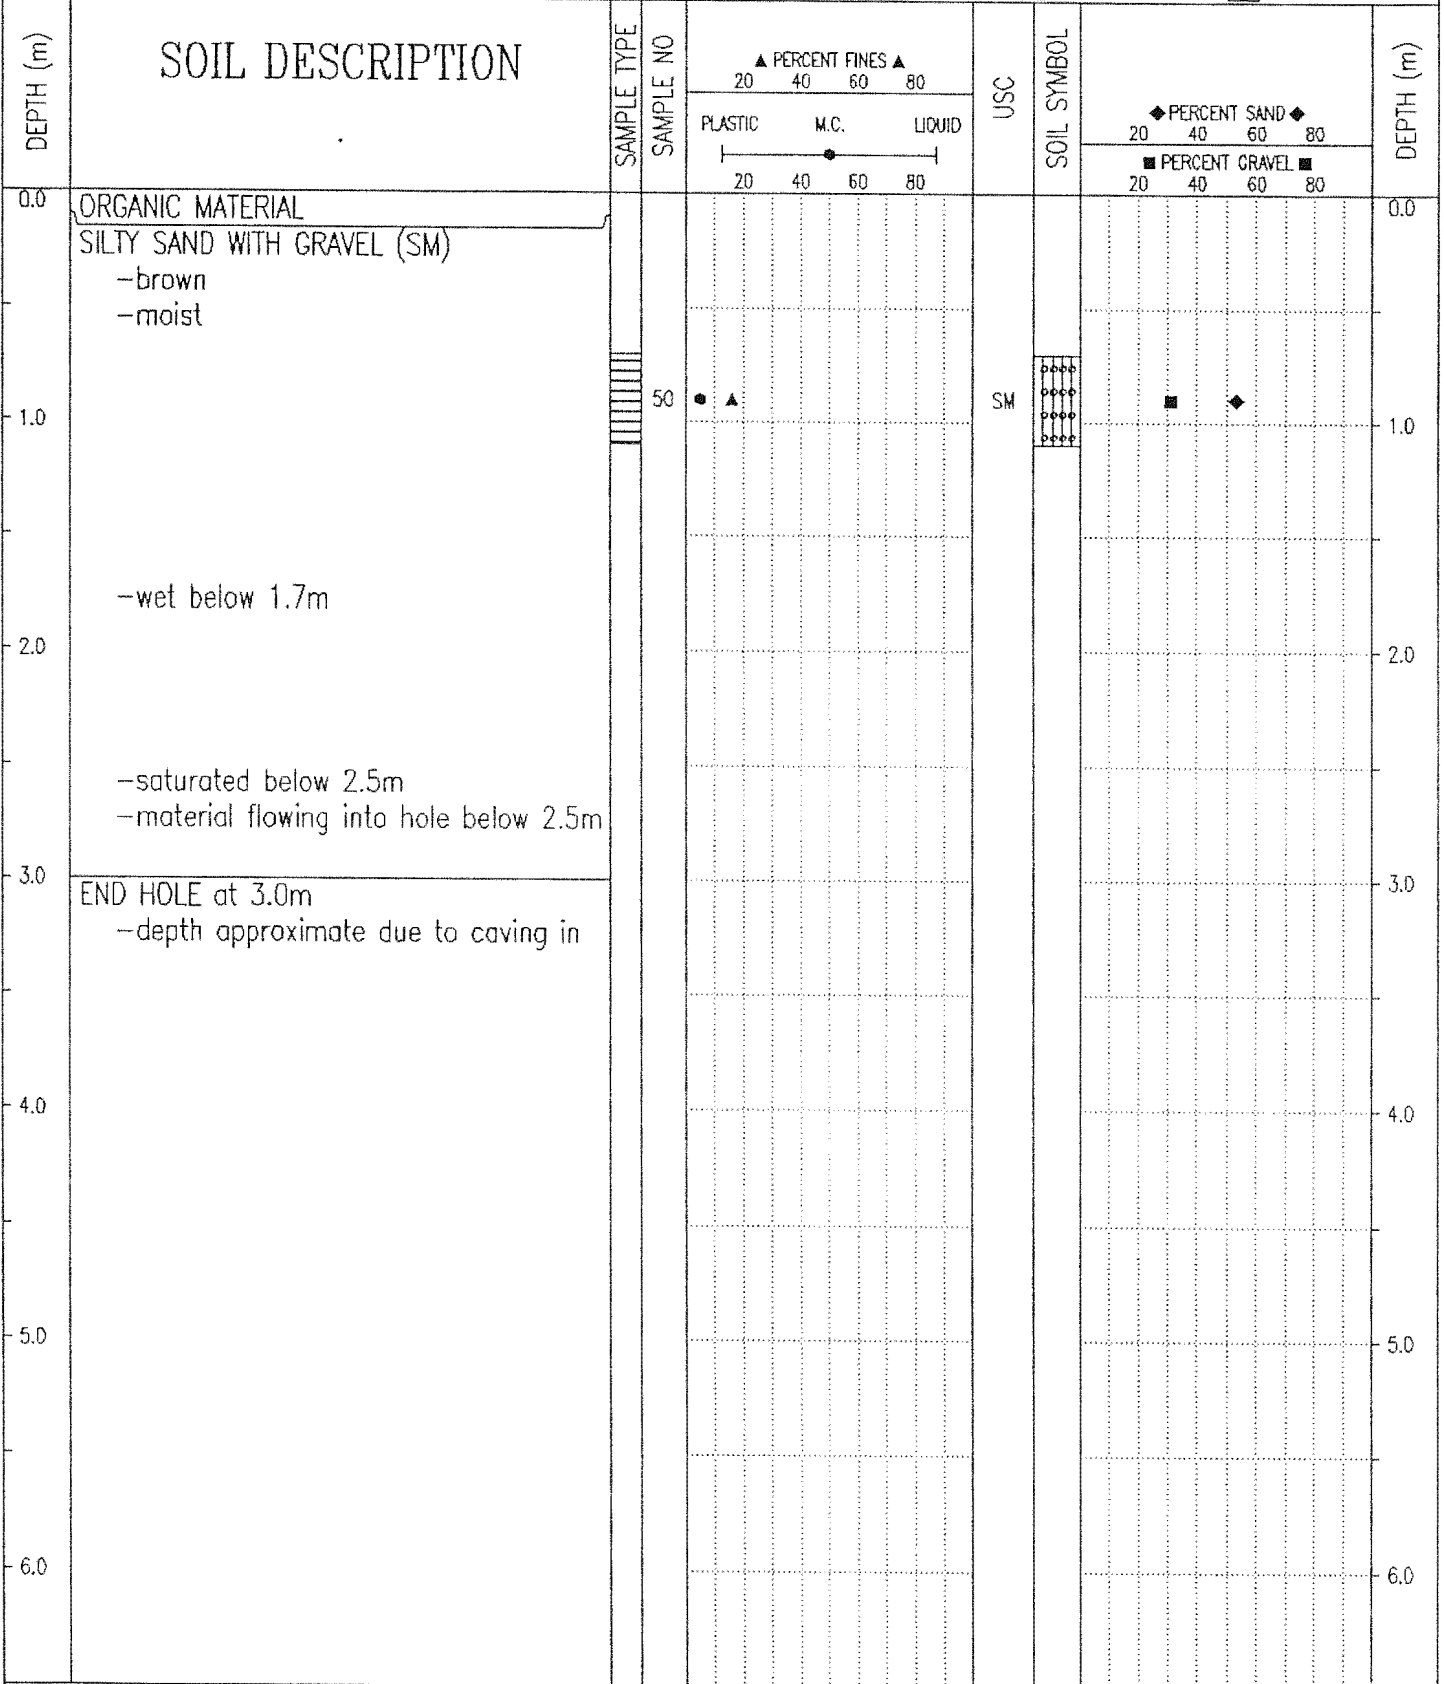 DEPTH (m)
SOIL DESCRIPTION
SAMPLE TYPE
SAMPLE NO
▲ PERCENT FINES ▲
20 40 60 80
PLASTIC M.C. LIQUID
20 40 60 80
USC
SOIL SYMBOL
◆ PERCENT SAND ◆
20 40 60 80
■ PERCENT GRAVEL ■
20 40 60 80
DEPTH (m)
0.0
ORGANIC MATERIAL
0.0
SILTY SAND WITH GRAVEL (SM)
-brown
-moist
50
SM
1.0
1.0
-wet below 1.7m
2.0
2.0
-saturated below 2.5m
-material flowing into hole below 2.5m
3.0
3.0
END HOLE at 3.0m
-depth approximate due to caving in
4.0
4.0
5.0
5.0
6.0
6.0